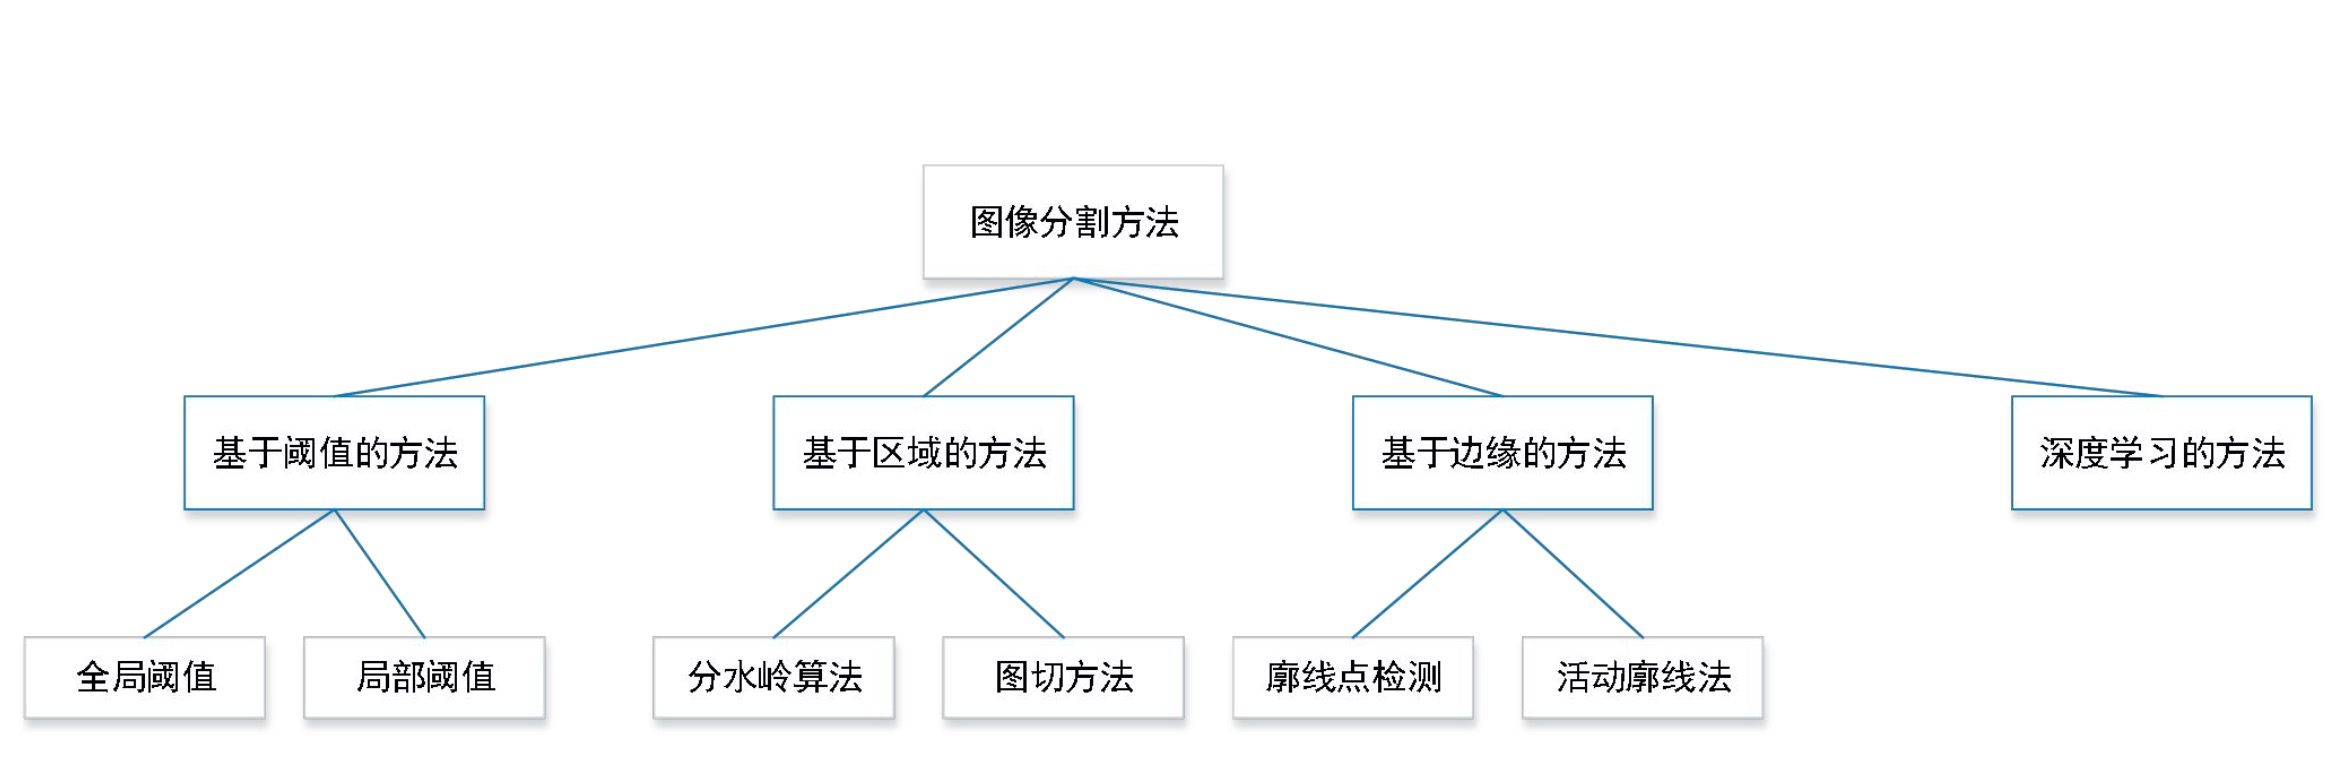 图像分割方法
基于阈值的方法
基于区域的方法
基于边缘的方法
深度学习的方法
全局阈值
局部阈值
分水岭算法
图切方法
廓线点检测
活动廓线法